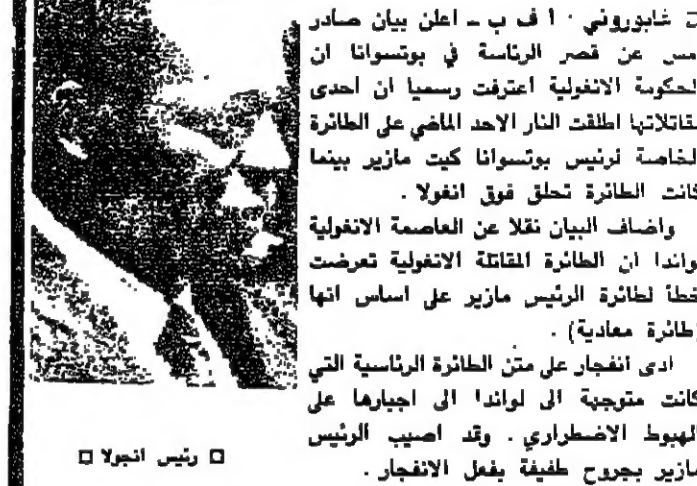 غابوروني · ا ف ب ـ اعلن بيان صادر
امس عن قصر الرئاسة في بوتسوانا ان
الحكومة الانغولية اعترفت رسميا ان احدى
مقاتلاتها اطلقت النار الاحد الماضي على الطائرة
الخاصة لرئيس بوتسوانا كيت مازير بينما
كانت الطائرة تحلق فوق انغولا .
واضاف البيان نقلا عن العاصمة الانغولية
لواندا ان الطائرة المقاتلة الانغولية تعرضت
خطأ لطائرة الرئيس مازير على اساس انها
(طائرة معادية) .
ادى انفجار على متن الطائرة الرئاسية التي
كانت متوجهة الى لواندا الى اجبارها على
الهبوط الاضطراري . وقد اصيب الرئيس
مازير بجروح طفيفة بفعل الانفجار .
□ رئيس انجولا □